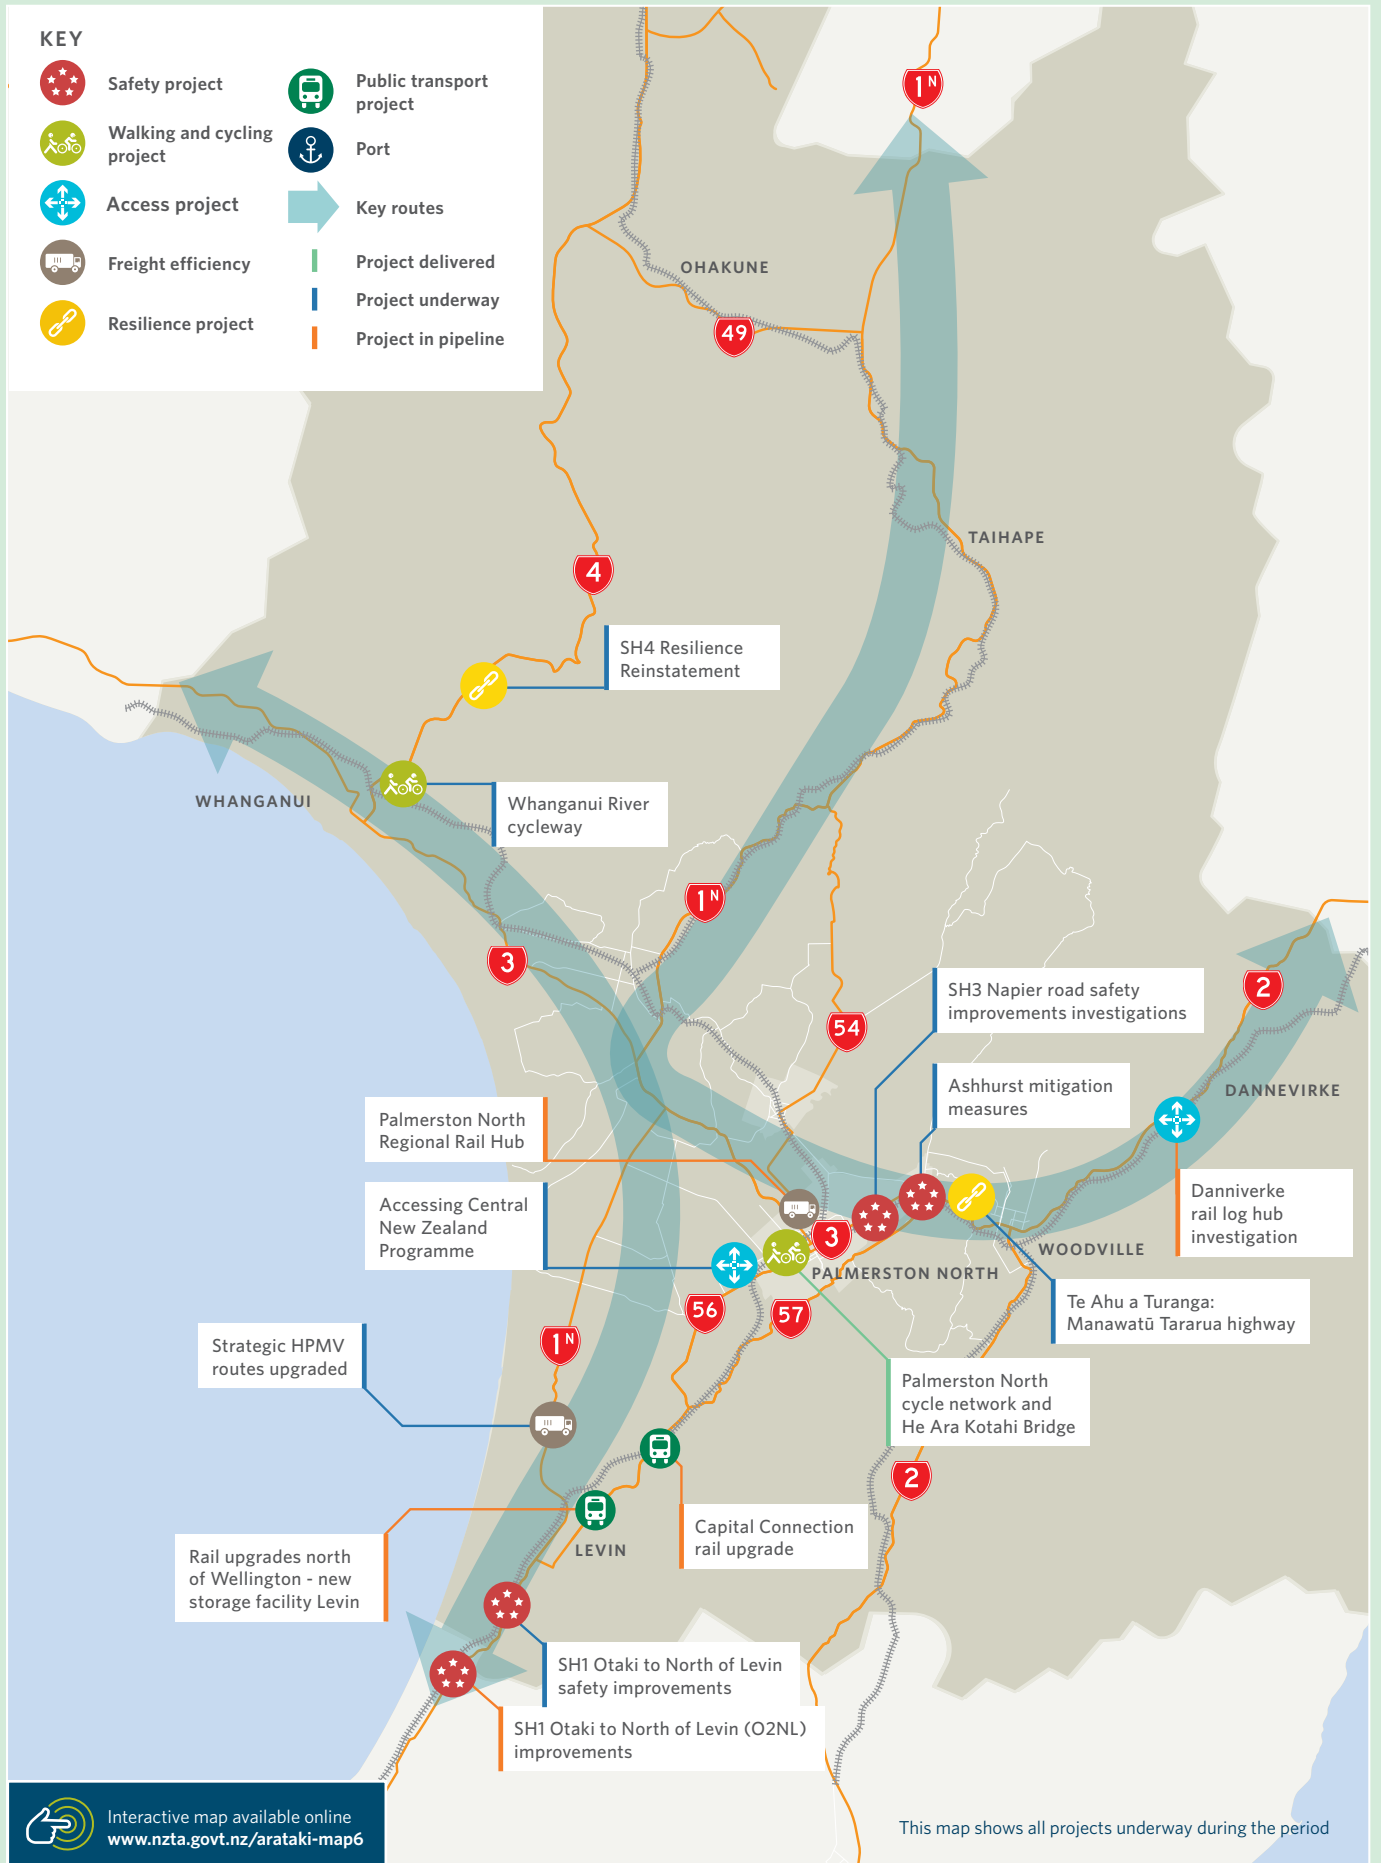 KEY
Safety project
Walking and cycling
project
Access project
Freight efficiency
Resilience project
Public transport
project
Port
Key routes
Project delivered
Project underway
Project in pipeline
1 N
OHAKUNE
49
TAIHAPE
4
SH4 Resilience
Reinstatement
WHANGANUI
Whanganui River
cycleway
1 N
3
2
SH3 Napier road safety
improvements investigations
54
Ashhurst mitigation
measures
DANNEVIRKE
Palmerston North
Regional Rail Hub
Accessing Central
New Zealand
Programme
Danniverke
rail log hub
investigation
3
WOODVILLE
PALMERSTON NORTH
56
57
Te Ahu a Turanga:
Manawatū Tararua highway
Strategic HPMV
routes upgraded
1 N
Palmerston North
cycle network and
He Ara Kotahi Bridge
2
Capital Connection
rail upgrade
LEVIN
Rail upgrades north
of Wellington - new
storage facility Levin
SH1 Otaki to North of Levin
safety improvements
SH1 Otaki to North of Levin (O2NL)
improvements
Interactive map available online
www.nzta.govt.nz/arataki-map6
This map shows all projects underway during the period